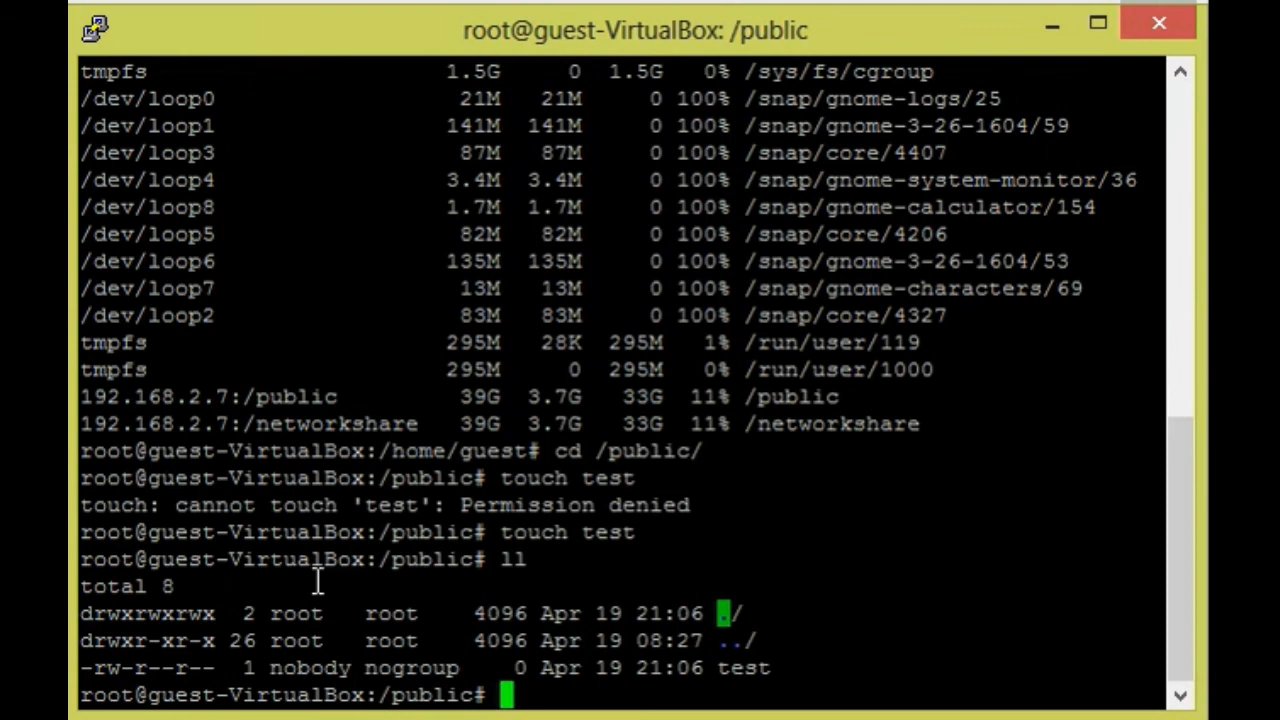 root@guest-VirtualBox: /public
tmpfs 1.5G 0 1.5G 0% /sys/fs/cgroup
/dev/loop0 21M 21M 0 100% /snap/gnome-logs/25
/dev/loop1 141M 141M 0 100% /snap/gnome-3-26-1604/59
/dev/loop3 87M 87M 0 100% /snap/core/4407
/dev/loop4 3.4M 3.4M 0 100% /snap/gnome-system-monitor/36
/dev/loop8 1.7M 1.7M 0 100% /snap/gnome-calculator/154
/dev/loop5 82M 82M 0 100% /snap/core/4206
/dev/loop6 135M 135M 0 100% /snap/gnome-3-26-1604/53
/dev/loop7 13M 13M 0 100% /snap/gnome-characters/69
/dev/loop2 83M 83M 0 100% /snap/core/4327
tmpfs 295M 28K 295M 1% /run/user/119
tmpfs 295M 0 295M 0% /run/user/1000
192.168.2.7:/public 39G 3.7G 33G 11% /public
192.168.2.7:/networkshare 39G 3.7G 33G 11% /networkshare
root@guest-VirtualBox:/home/guest# cd /public/
root@guest-VirtualBox:/public# touch test
touch: cannot touch 'test': Permission denied
root@guest-VirtualBox:/public# touch test
root@guest-VirtualBox:/public# ll
total 8
drwxrwxrwx 2 root root 4096 Apr 19 21:06 ./
drwxr-xr-x 26 root root 4096 Apr 19 08:27 ../
-rw-r--r-- 1 nobody nogroup 0 Apr 19 21:06 test
root@guest-VirtualBox:/public#